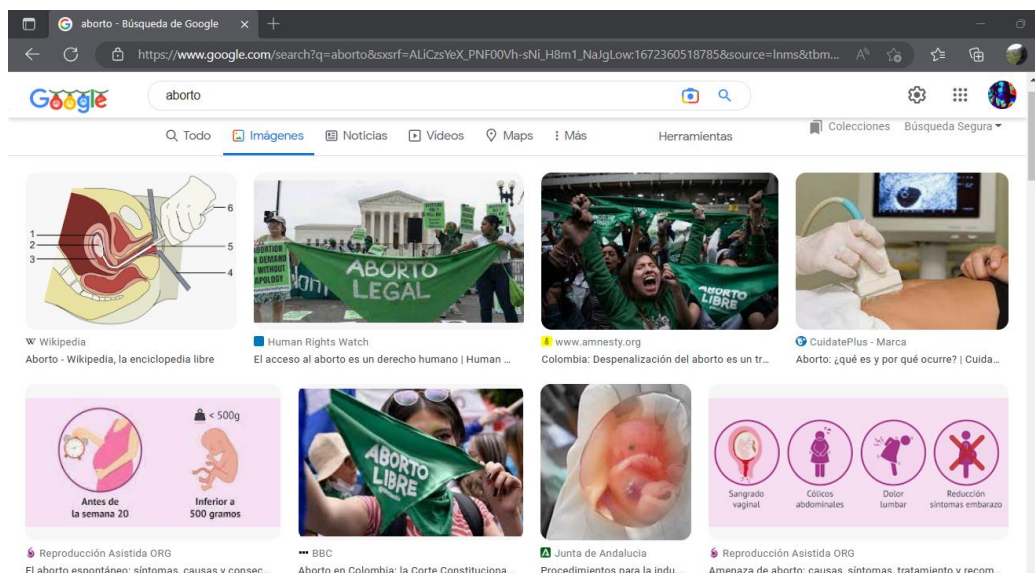 aborto - Búsqueda de Google
https://www.google.com/search?q=aborto&sxsrf=ALiCzsYeX_PNF00Vh-sNi_H8m1_NaJgLow:1672360518785&source=lnms&tbm...
Google
aborto
Todo Imágenes Noticias Vídeos Maps Más Herramientas Colecciones Búsqueda Segura
1
2
3
6
5
4
ABORTION
ON DEMAND
WITHOUT
APOLOGY
ABORTO
LEGAL
ABORTO
LIBRE
W Wikipedia
Aborto - Wikipedia, la enciclopedia libre
Human Rights Watch
El acceso al aborto es un derecho humano | Human ...
www.amnesty.org
Colombia: Despenalización del aborto es un tr...
CuidatePlus - Marca
Aborto: ¿qué es y por qué ocurre? | Cuida...
Antes de
la semana 20
< 500g
Inferior a
500 gramos
ABORTO
LIBRE
Sangrado
vaginal
Cólicos
abdominales
Dolor
lumbar
Reducción
síntomas embarazo
Reproducción Asistida ORG
El aborto espontáneo: síntomas, causas y consec...
BBC
Aborto en Colombia: la Corte Constituciona...
Junta de Andalucia
Procedimientos para la indu...
Reproducción Asistida ORG
Amenaza de aborto: causas, síntomas, tratamiento y recom...